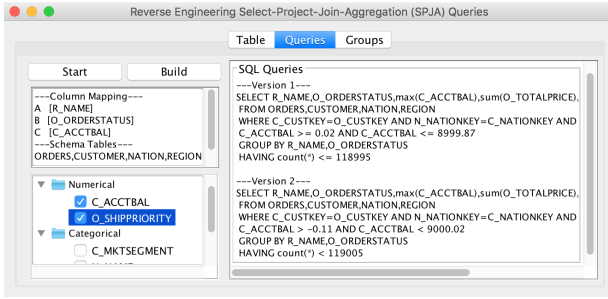 Reverse Engineering Select-Project-Join-Aggregation (SPJA) Queries
Table Queries Groups
Start Build
---Column Mapping---
A [R_NAME]
B [O_ORDERSTATUS]
C [C_ACCTBAL]
---Schema Tables---
ORDERS,CUSTOMER,NATION,REGION
Numerical
C_ACCTBAL
O_SHIPPRIORITY
Categorical
C_MKTSEGMENT
SQL Queries
---Version 1---
SELECT R_NAME,O_ORDERSTATUS,max(C_ACCTBAL),sum(O_TOTALPRICE),
FROM ORDERS,CUSTOMER,NATION,REGION
WHERE C_CUSTKEY=O_CUSTKEY AND N_NATIONKEY=C_NATIONKEY AND
C_ACCTBAL >= 0.02 AND C_ACCTBAL <= 8999.87
GROUP BY R_NAME,O_ORDERSTATUS
HAVING count(*) <= 118995
---Version 2---
SELECT R_NAME,O_ORDERSTATUS,max(C_ACCTBAL),sum(O_TOTALPRICE),
FROM ORDERS,CUSTOMER,NATION,REGION
WHERE C_CUSTKEY=O_CUSTKEY AND N_NATIONKEY=C_NATIONKEY AND
C_ACCTBAL > -0.11 AND C_ACCTBAL < 9000.02
GROUP BY R_NAME,O_ORDERSTATUS
HAVING count(*) < 119005